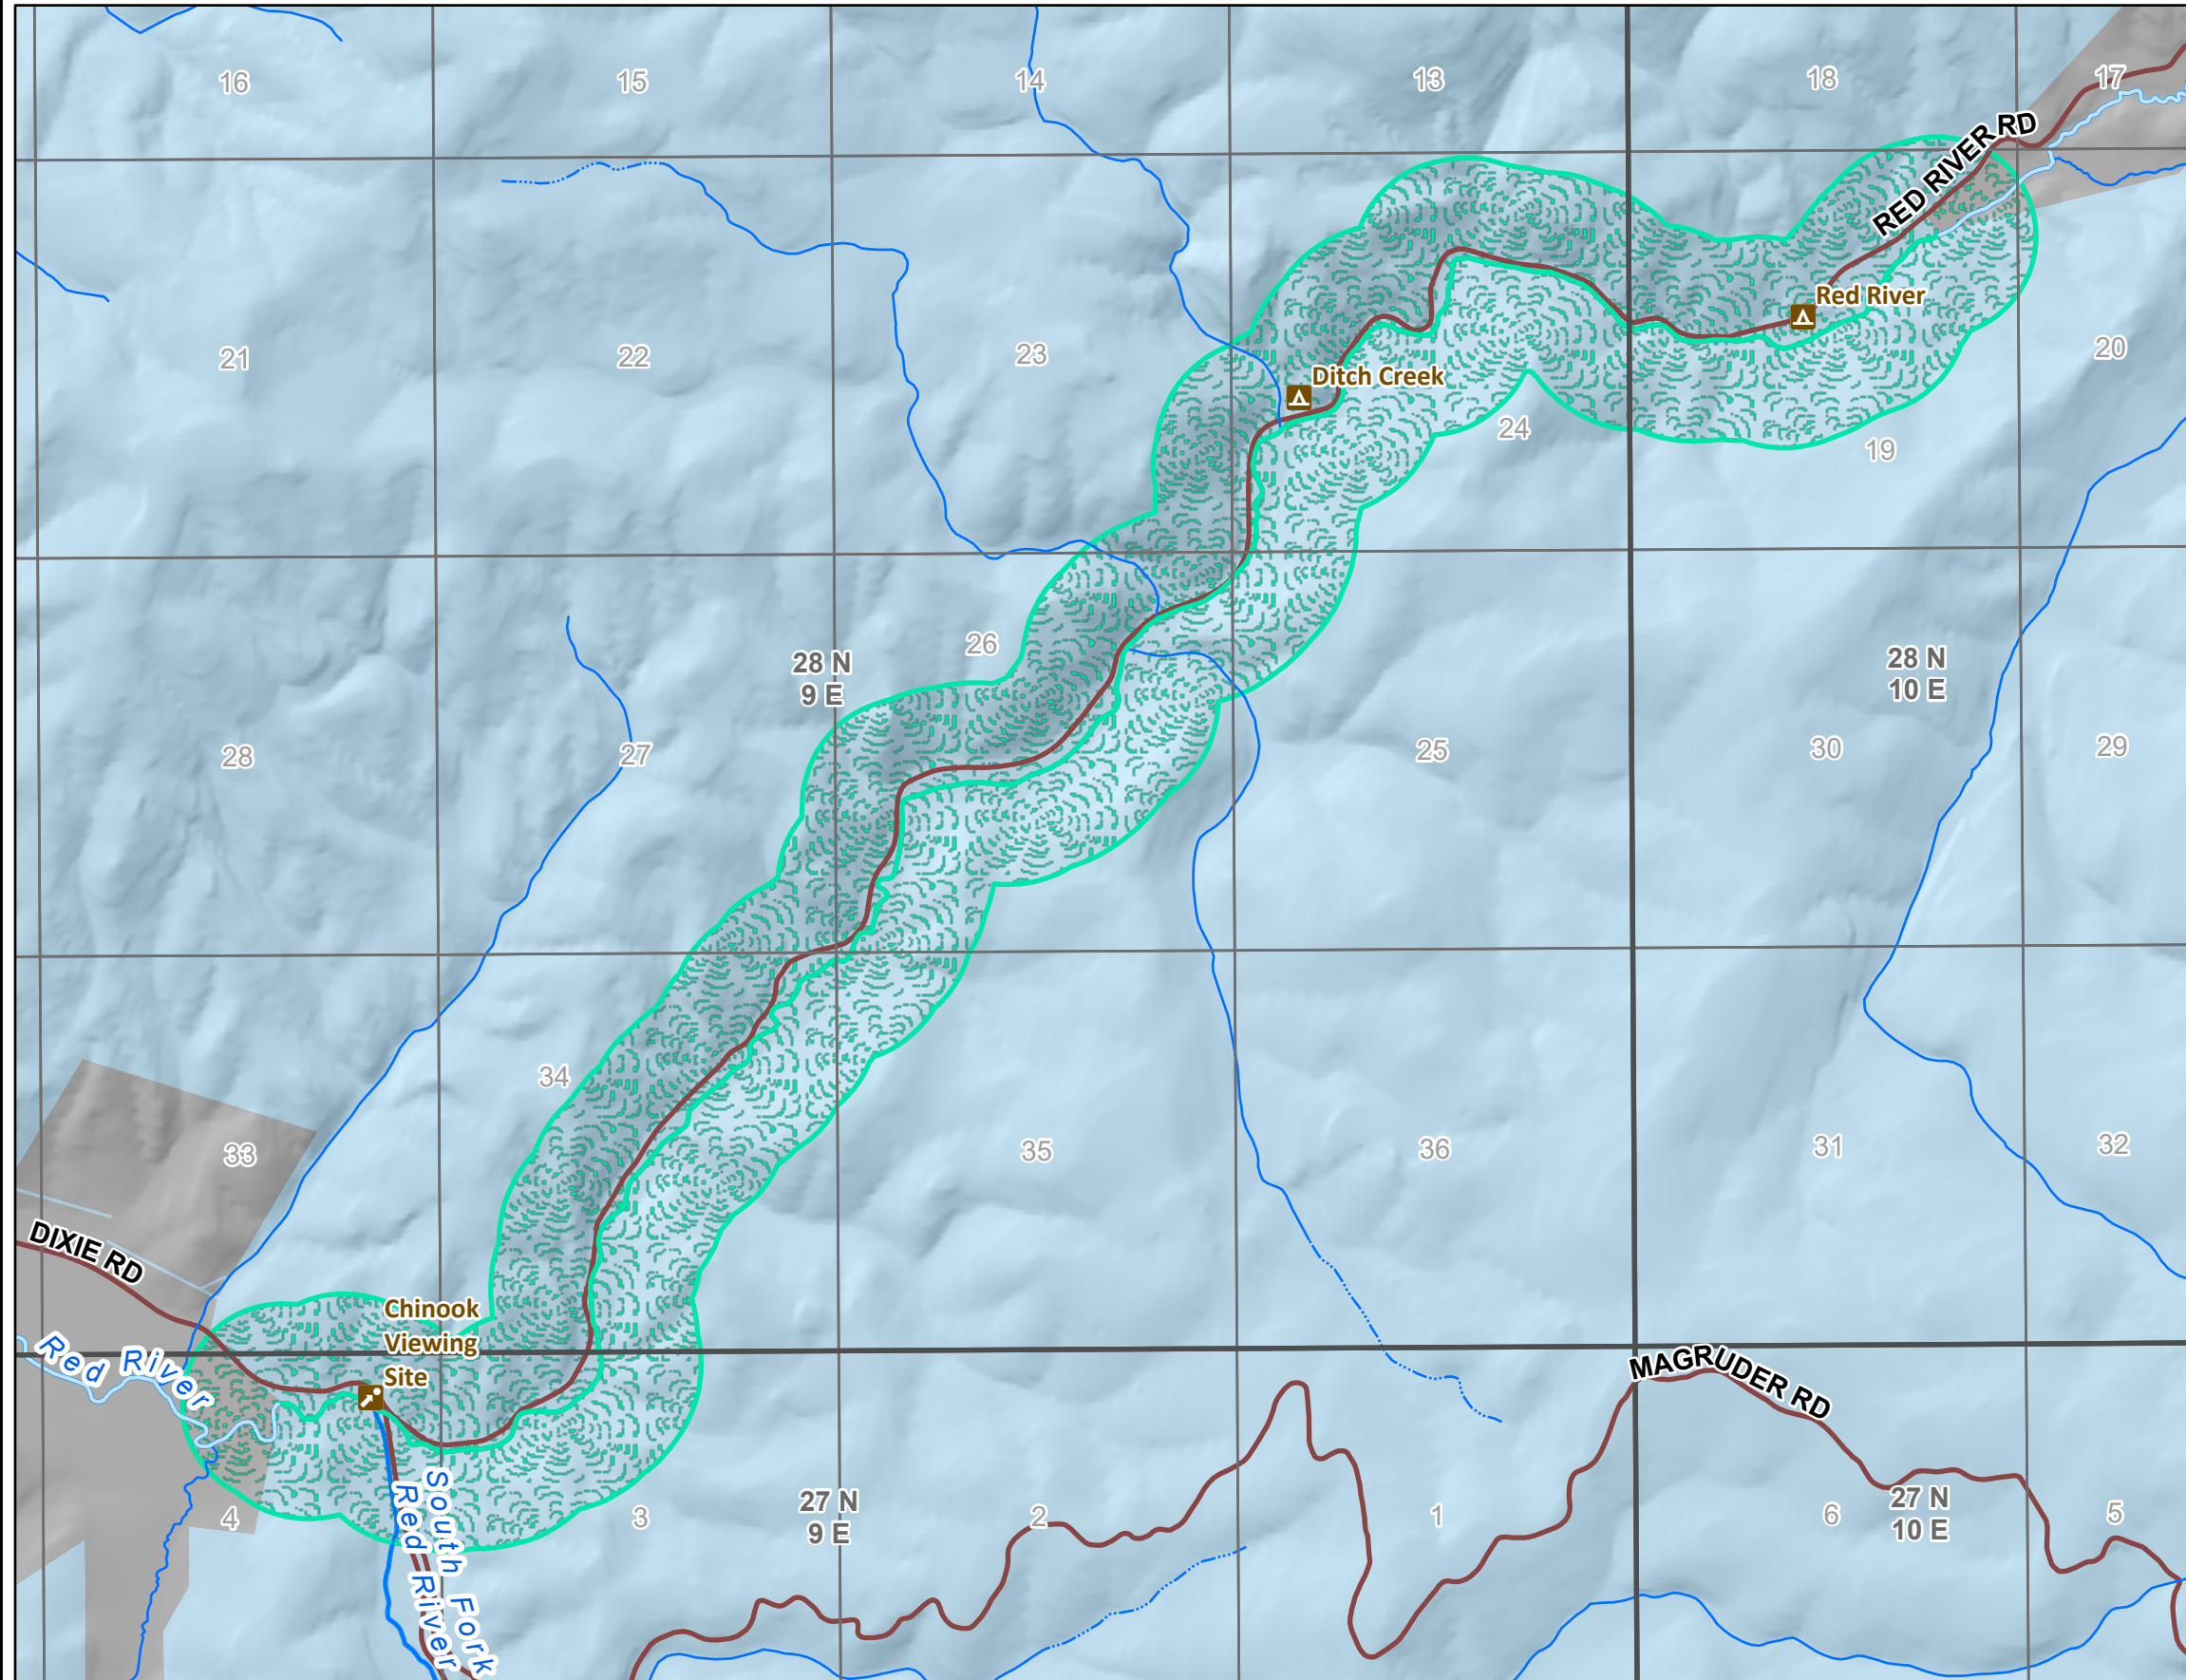 16
15
14
13
18
17
RED RIVER RD
Red River
21
22
23
20
Ditch Creek
24
19
26
28 N
9 E
28 N
10 E
28
27
25
30
29
34
33
35
36
31
32
DIXIE RD
Chinook
Viewing
Site
Red River
MAGRUDER RD
South Fork
Red River
4
3
27 N
9 E
2
1
6
27 N
10 E
5